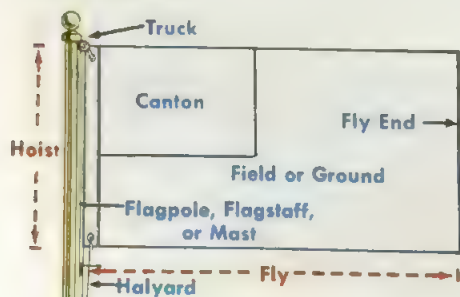 Truck
Canton
Fly End
Hoist
Field or Ground
Flagpole, Flagstaff,
or Mast
Fly
Halyard